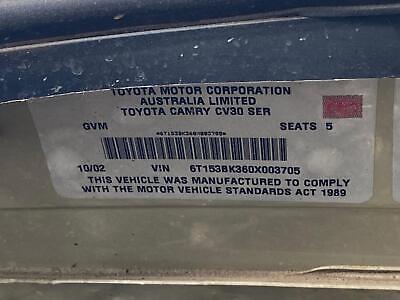 TOYOTA MOTOR CORPORATION
AUSTRALIA LIMITED
TOYOTA CAMRY CV30 SER
GVM SEATS 5
*6T153BK360X003705*
10/02 VIN 6T153BK360X003705
THIS VEHICLE WAS MANUFACTURED TO COMPLY
WITH THE MOTOR VEHICLE STANDARDS ACT 1989